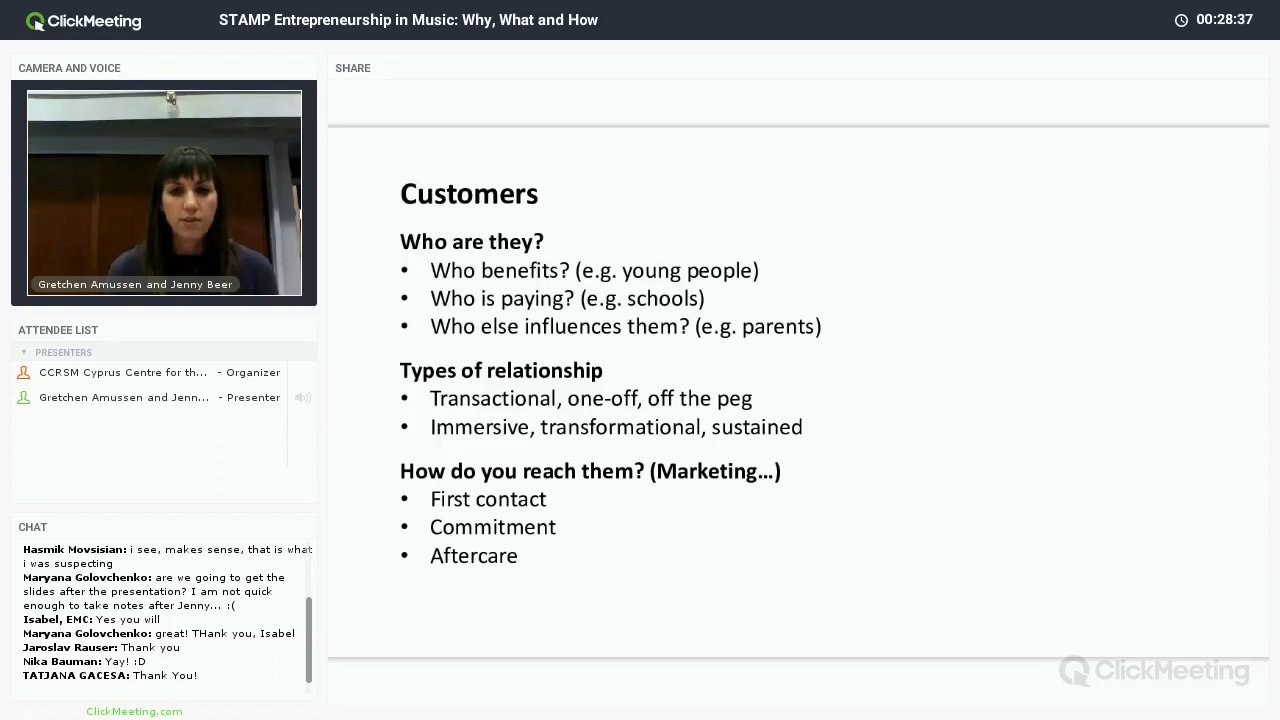 ClickMeeting
STAMP Entrepreneurship in Music: Why, What and How
00:28:37
CAMERA AND VOICE
Gretchen Amussen and Jenny Beer
ATTENDEE LIST
PRESENTERS
CCRSM Cyprus Centre for th... - Organizer
Gretchen Amussen and Jenn... - Presenter
CHAT
Hasmik Movsisian: i see, makes sense, that is what
i was suspecting
Maryana Golovchenko: are we going to get the
slides after the presentation? I am not quick
enough to take notes after Jenny... :(
Isabel, EMC: Yes you will
Maryana Golovchenko: great! THank you, Isabel
Jaroslav Rauser: Thank you
Nika Bauman: Yay! :D
TATJANA GACESA: Thank You!
ClickMeeting.com
SHARE
Customers
Who are they?
• Who benefits? (e.g. young people)
• Who is paying? (e.g. schools)
• Who else influences them? (e.g. parents)
Types of relationship
• Transactional, one-off, off the peg
• Immersive, transformational, sustained
How do you reach them? (Marketing…)
• First contact
• Commitment
• Aftercare
ClickMeeting